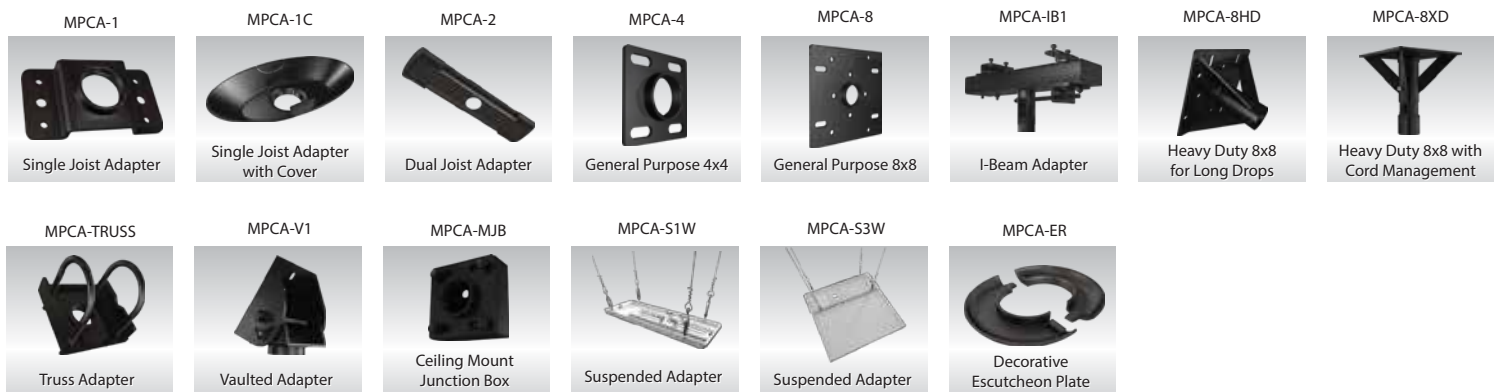 MPCA-1
Single Joist Adapter
MPCA-1C
Single Joist Adapter
with Cover
MPCA-2
Dual Joist Adapter
MPCA-4
General Purpose 4x4
MPCA-8
General Purpose 8x8
MPCA-IB1
I-Beam Adapter
MPCA-8HD
Heavy Duty 8x8
for Long Drops
MPCA-8XD
Heavy Duty 8x8 with
Cord Management
MPCA-TRUSS
Truss Adapter
MPCA-V1
Vaulted Adapter
MPCA-MJB
Ceiling Mount
Junction Box
MPCA-S1W
Suspended Adapter
MPCA-S3W
Suspended Adapter
MPCA-ER
Decorative
Escutcheon Plate